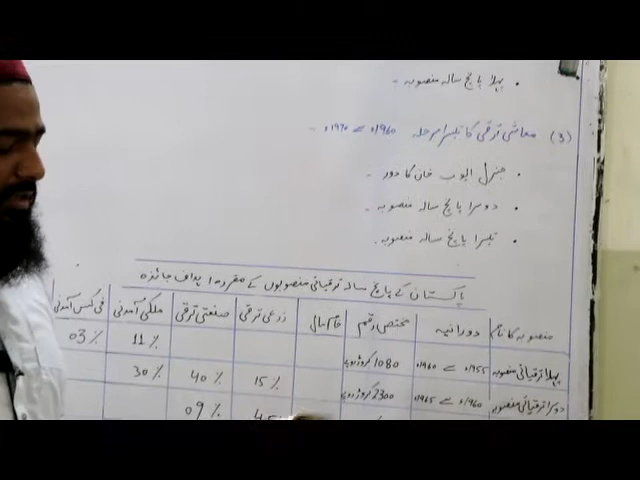 • پہلا پانچ سالہ منصوبہ -
(3) معاشی ترقی کا تیسرا مرحلہ 1960ء سے 1970ء -
• جنرل ایوب خان کا دور -
• دوسرا پانچ سالہ منصوبہ -
• تیسرا پانچ سالہ منصوبہ -
پاکستان کے پانچ سالہ ترقیاتی منصوبوں کے مقررہ اہداف جائزہ
منصوبہ کا نام دورانیہ مختص رقم خام مال زرعی ترقی صنعتی ترقی ملکی آمدنی فی کس آمدنی
پہلا ترقیاتی منصوبہ 1955ء سے 1960ء 1080 کروڑ روپے 11٪ 03٪
دوسرا ترقیاتی منصوبہ 1960ء سے 1965ء 2300 کروڑ روپے 15٪ 40٪ 30٪
09٪